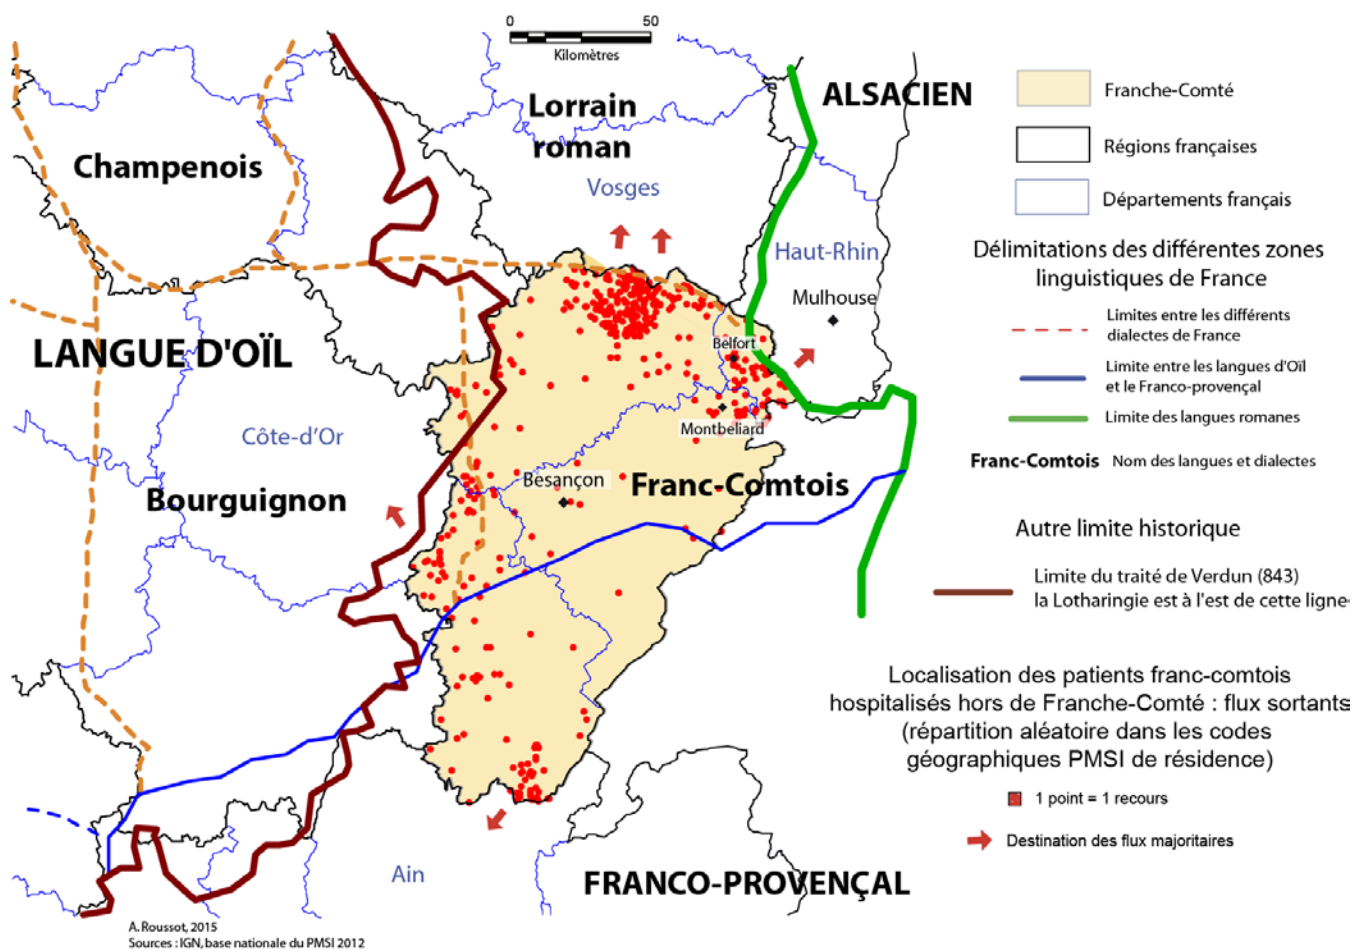 0
50
Kilomètres
ALSACIEN
Lorrain
roman
Champenois
Vosges
Haut-Rhin
Mulhouse
LANGUE D'OÏL
Belfort
Montbeliard
Côte-d'Or
Bourguignon
Besançon
Franc-Comtois
Ain
FRANCO-PROVENÇAL
A. Roussot, 2015
Sources : IGN, base nationale du PMSI 2012
Franche-Comté
Régions françaises
Départements français
Délimitations des différentes zones
linguistiques de France
Limites entre les différents
dialectes de France
Limite entre les langues d'Oïl
et le Franco-provençal
Limite des langues romanes
Franc-Comtois Nom des langues et dialectes
Autre limite historique
Limite du traité de Verdun (843)
la Lotharingie est à l'est de cette ligne
Localisation des patients franc-comtois
hospitalisés hors de Franche-Comté : flux sortants
(répartition aléatoire dans les codes
géographiques PMSI de résidence)
1 point = 1 recours
Destination des flux majoritaires